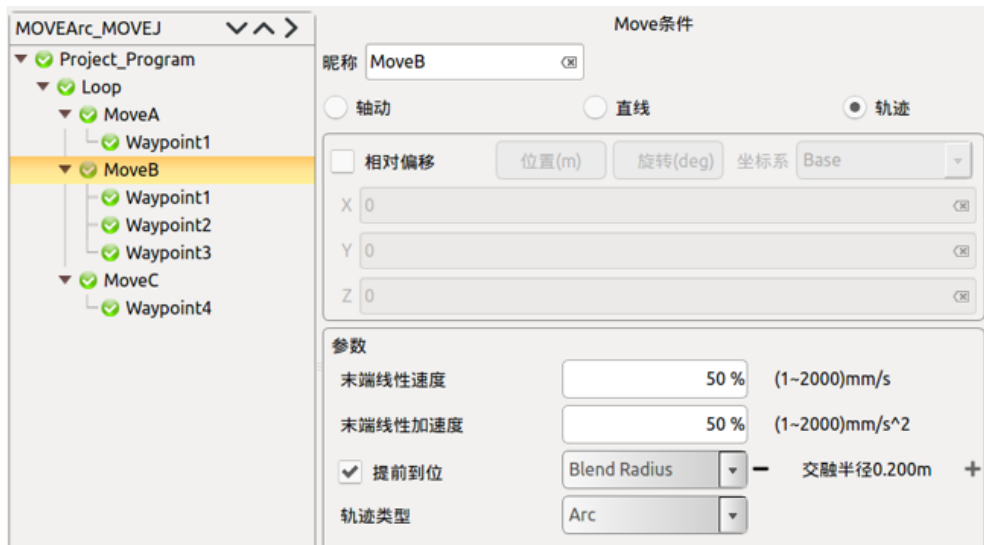 MOVEArc_MOVEJ
Project_Program
Loop
MoveA
Waypoint1
MoveB
Waypoint1
Waypoint2
Waypoint3
MoveC
Waypoint4
Move条件
昵称 MoveB
轴动 直线 轨迹
相对偏移 位置(m) 旋转(deg) 坐标系 Base
X 0
Y 0
Z 0
参数
末端线性速度 50 % (1~2000)mm/s
末端线性加速度 50 % (1~2000)mm/s^2
提前到位 Blend Radius 交融半径0.200m
轨迹类型 Arc